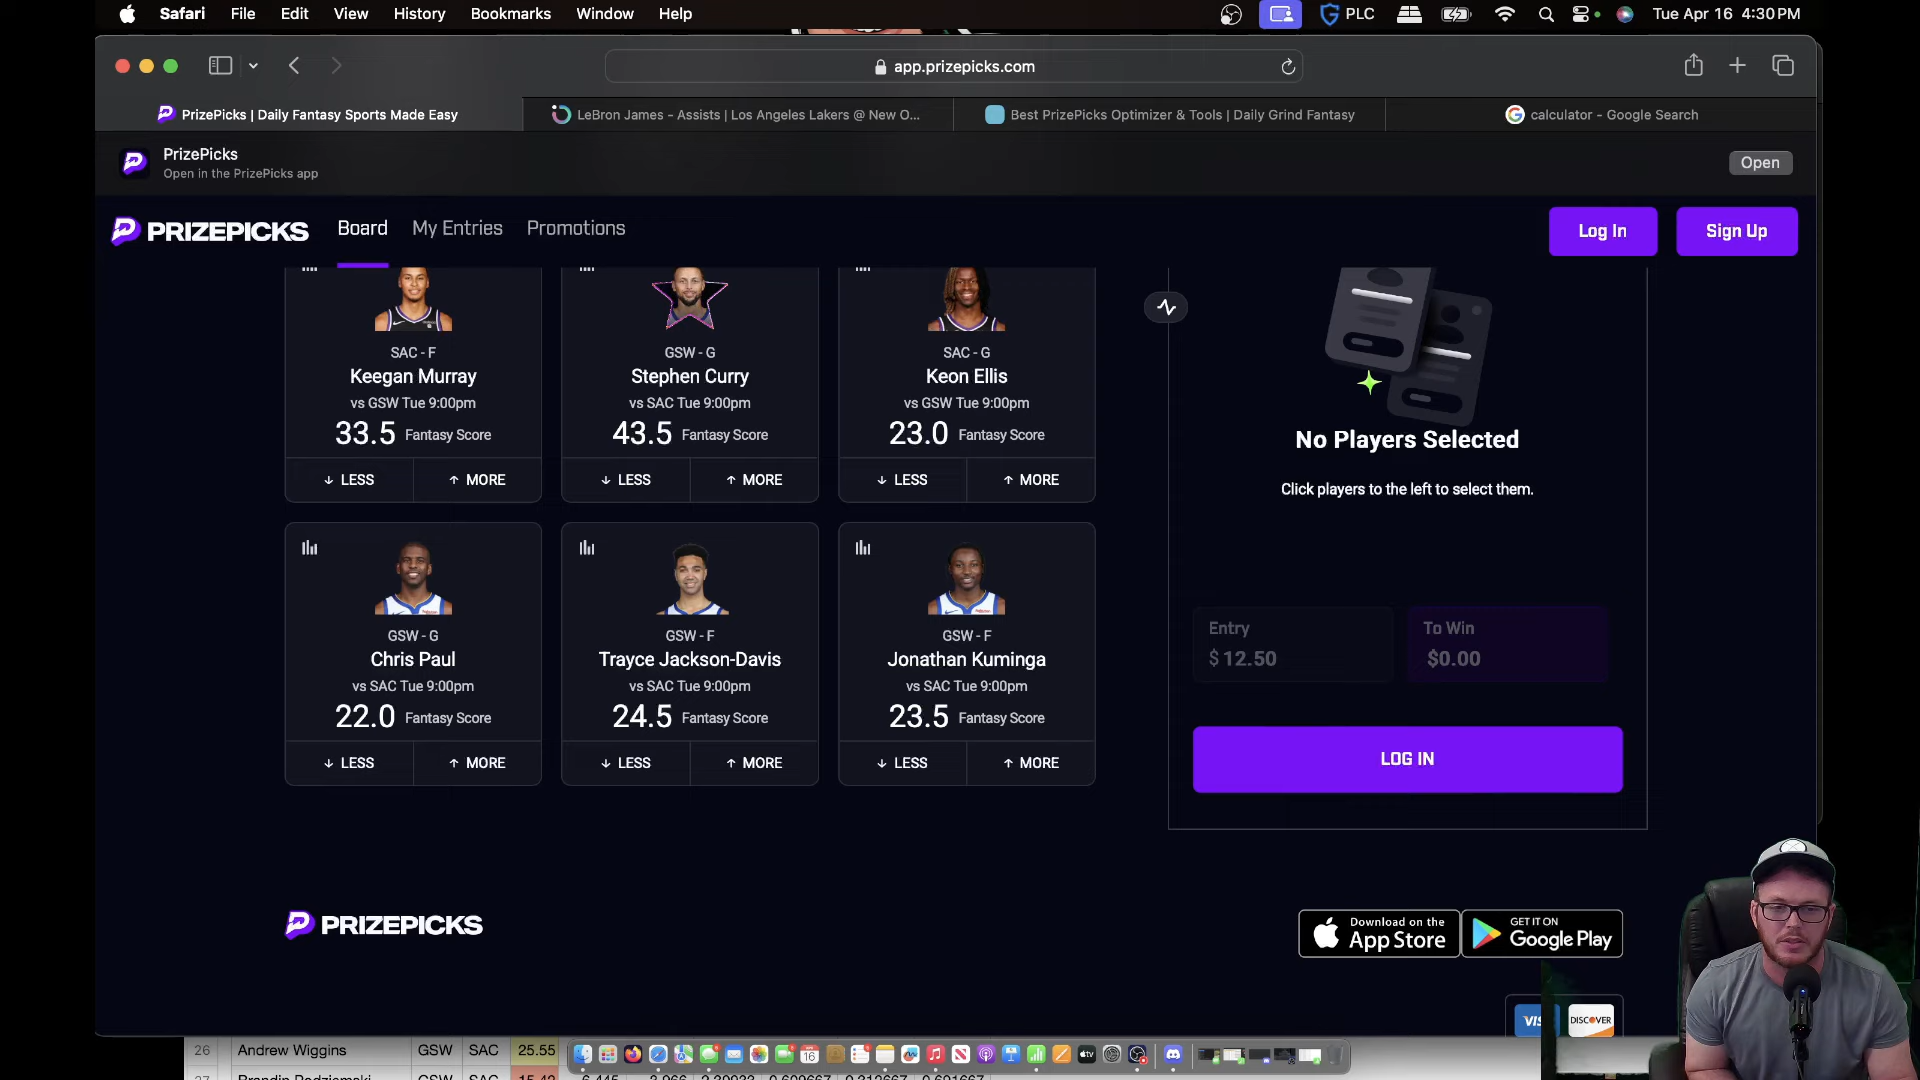 Safari File Edit View History Bookmarks Window Help PLC Tue Apr 16 4:30 PM
app.prizepicks.com
PrizePicks | Daily Fantasy Sports Made Easy
LeBron James - Assists | Los Angeles Lakers @ New O...
Best PrizePicks Optimizer & Tools | Daily Grind Fantasy
calculator - Google Search
PrizePicks
Open in the PrizePicks app
Open
PRIZEPICKS Board My Entries Promotions Log In Sign Up
SAC - F
Keegan Murray
vs GSW Tue 9:00pm
33.5 Fantasy Score
↓ LESS ↑ MORE
GSW - G
Stephen Curry
vs SAC Tue 9:00pm
43.5 Fantasy Score
↓ LESS ↑ MORE
SAC - G
Keon Ellis
vs GSW Tue 9:00pm
23.0 Fantasy Score
↓ LESS ↑ MORE
GSW - G
Chris Paul
vs SAC Tue 9:00pm
22.0 Fantasy Score
↓ LESS ↑ MORE
GSW - F
Trayce Jackson-Davis
vs SAC Tue 9:00pm
24.5 Fantasy Score
↓ LESS ↑ MORE
GSW - F
Jonathan Kuminga
vs SAC Tue 9:00pm
23.5 Fantasy Score
↓ LESS ↑ MORE
No Players Selected
Click players to the left to select them.
Entry
$ 12.50
To Win
$0.00
LOG IN
PRIZEPICKS
Download on the
App Store
GET IT ON
Google Play
DISCOVER
26 Andrew Wiggins GSW SAC 25.55
16
tv